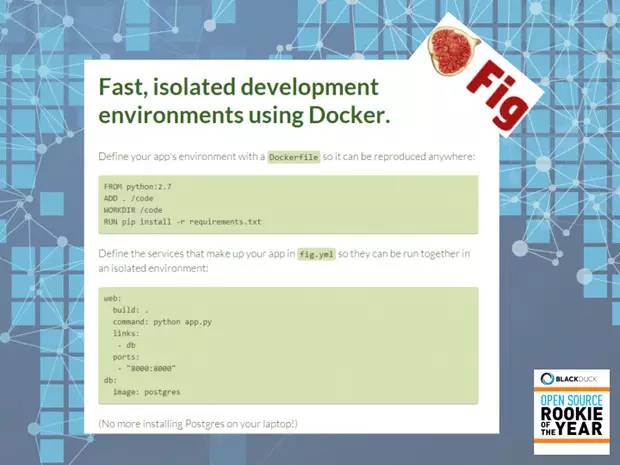 Fig
Fast, isolated development
environments using Docker.
Define your app's environment with a Dockerfile so it can be reproduced anywhere:
FROM python:2.7
ADD . /code
WORKDIR /code
RUN pip install -r requirements.txt
Define the services that make up your app in fig.yml so they can be run together in
an isolated environment:
web:
  build: .
  command: python app.py
  links:
   - db
  ports:
   - "8000:8000"
db:
  image: postgres
(No more installing Postgres on your laptop!)
BLACKDUCK
OPEN SOURCE
ROOKIE
OF THE YEAR